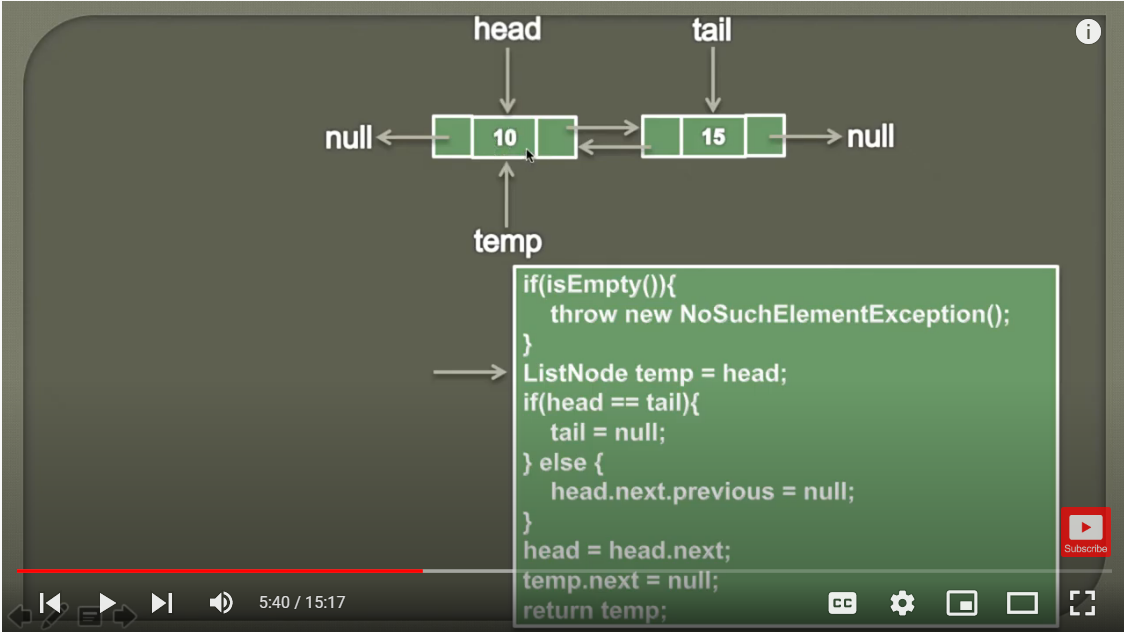 head tail
null 10 15 null
temp
if(isEmpty()){
throw new NoSuchElementException();
}
ListNode temp = head;
if(head == tail){
tail = null;
} else {
head.next.previous = null;
}
head = head.next;
temp.next = null;
return temp;
Subscribe
5:40 / 15:17
CC